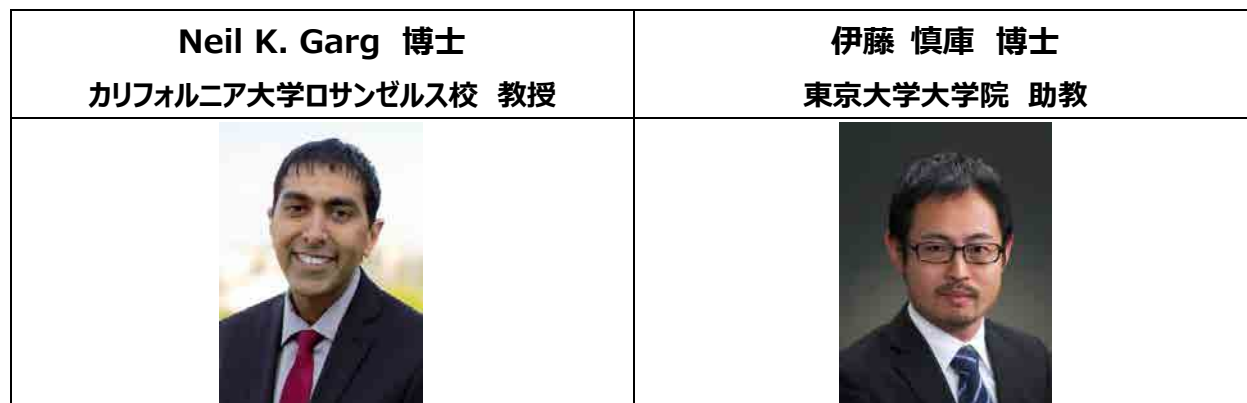 Neil K. Garg 博士
カリフォルニア大学ロサンゼルス校 教授
伊藤 慎庫 博士
東京大学大学院 助教